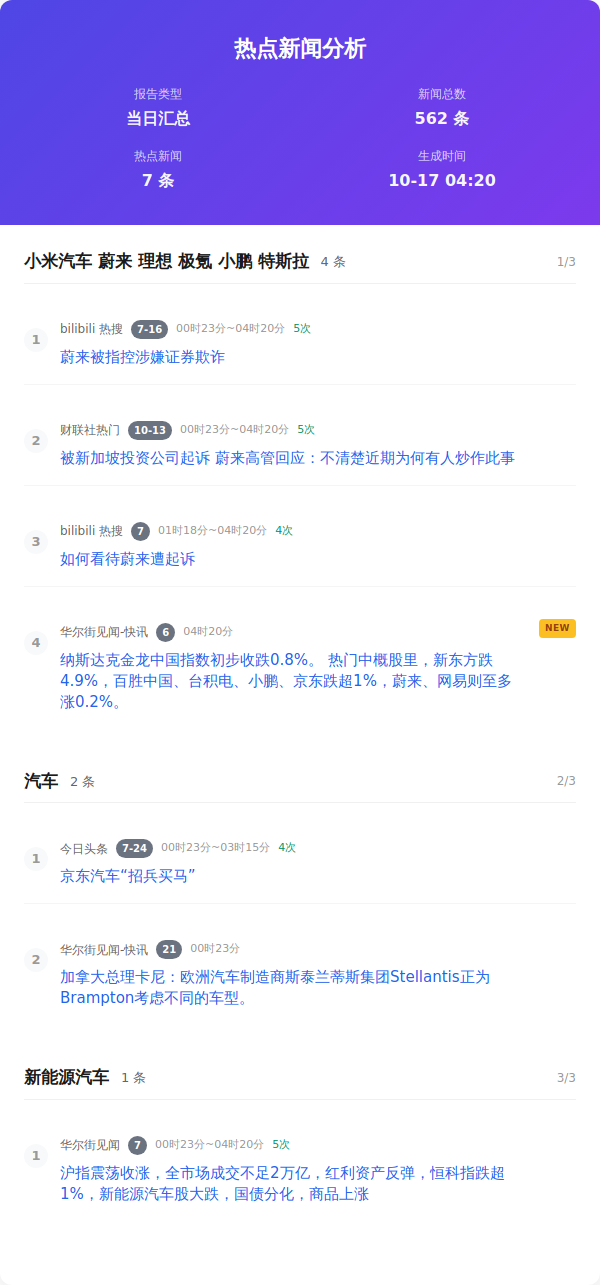 热点新闻分析
报告类型
新闻总数
当日汇总
562 条
热点新闻
生成时间
7 条
10-17 04:20
小米汽车 蔚来 理想 极氪 小鹏 特斯拉 4 条 1/3
1
bilibili 热搜 7-16 00时23分~04时20分 5次
蔚来被指控涉嫌证券欺诈
2
财联社热门 10-13 00时23分~04时20分 5次
被新加坡投资公司起诉 蔚来高管回应：不清楚近期为何有人炒作此事
3
bilibili 热搜 7 01时18分~04时20分 4次
如何看待蔚来遭起诉
4
华尔街见闻-快讯 6 04时20分 NEW
纳斯达克金龙中国指数初步收跌0.8%。 热门中概股里，新东方跌
4.9%，百胜中国、台积电、小鹏、京东跌超1%，蔚来、网易则至多
涨0.2%。
汽车 2 条 2/3
1
今日头条 7-24 00时23分~03时15分 4次
京东汽车“招兵买马”
2
华尔街见闻-快讯 21 00时23分
加拿大总理卡尼：欧洲汽车制造商斯泰兰蒂斯集团Stellantis正为
Brampton考虑不同的车型。
新能源汽车 1 条 3/3
1
华尔街见闻 7 00时23分~04时20分 5次
沪指震荡收涨，全市场成交不足2万亿，红利资产反弹，恒科指跌超
1%，新能源汽车股大跌，国债分化，商品上涨